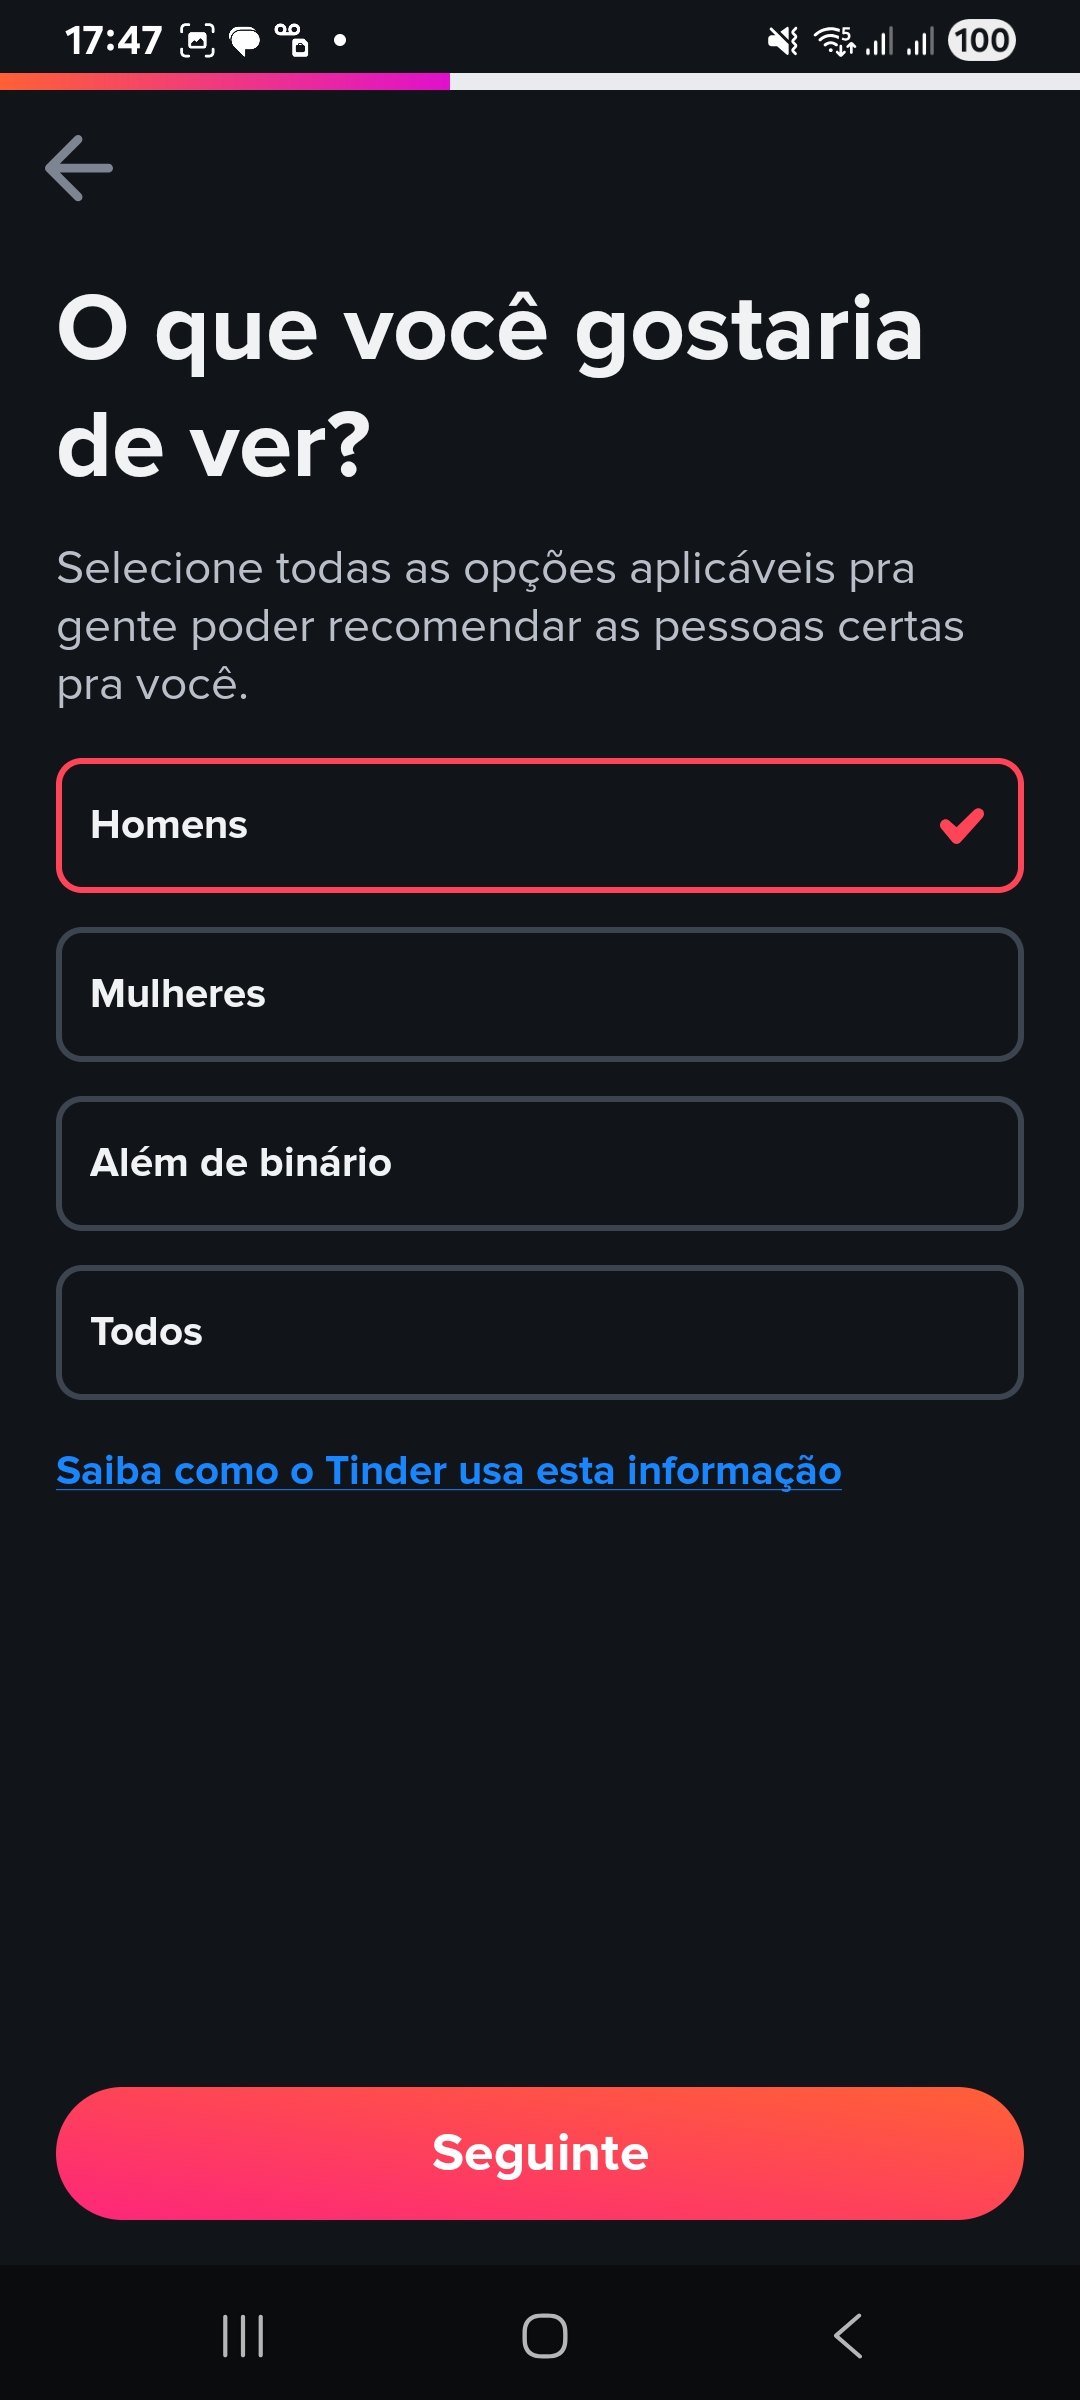 17:47
5
100
O que você gostaria
de ver?
Selecione todas as opções aplicáveis pra
gente poder recomendar as pessoas certas
pra você.
Homens
Mulheres
Além de binário
Todos
Saiba como o Tinder usa esta informação
Seguinte